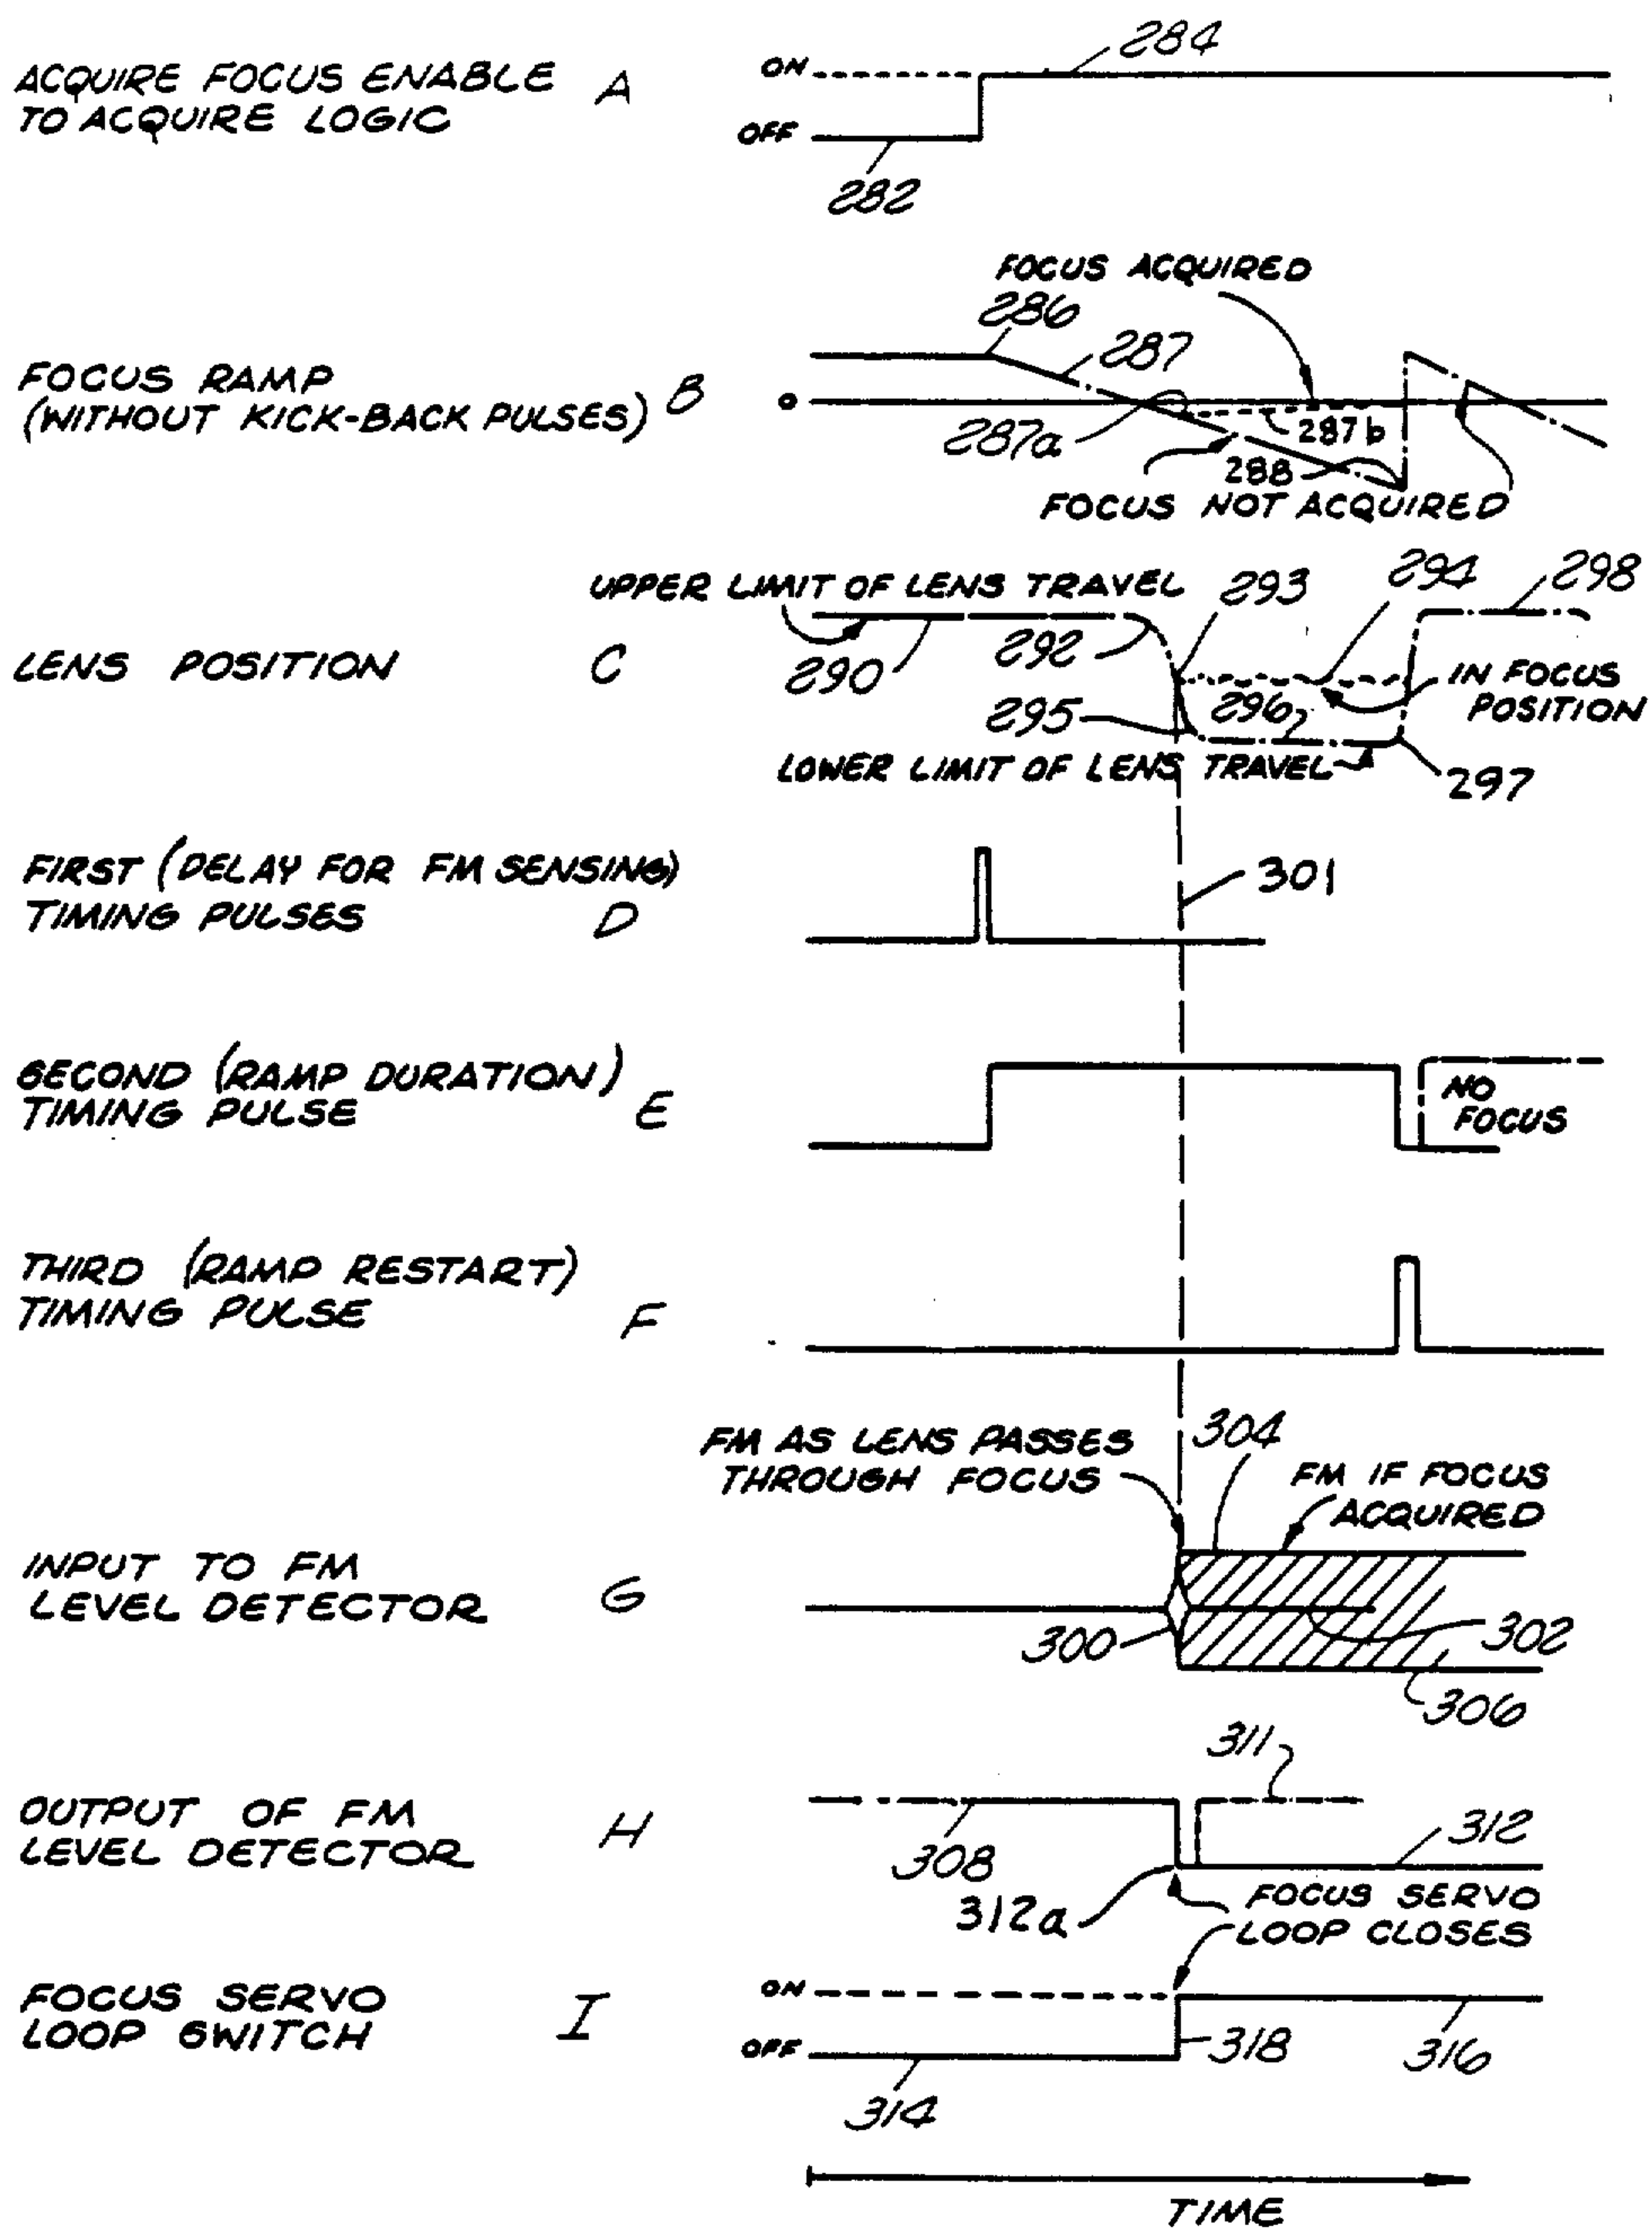 284
ACQUIRE FOCUS ENABLE
TO ACQUIRE LOGIC
A
ON
OFF
282
FOCUS ACQUIRED
286
287
FOCUS RAMP
(WITHOUT KICK-BACK PULSES)
B
0
287a
287b
288
FOCUS NOT ACQUIRED
UPPER LIMIT OF LENS TRAVEL
293
294
298
LENS POSITION
C
290
292
IN FOCUS
POSITION
295
296
LOWER LIMIT OF LENS TRAVEL
297
FIRST (DELAY FOR FM SENSING)
TIMING PULSES
D
301
SECOND (RAMP DURATION)
TIMING PULSE
E
NO
FOCUS
THIRD (RAMP RESTART)
TIMING PULSE
F
FM AS LENS PASSES
THROUGH FOCUS
304
FM IF FOCUS
ACQUIRED
INPUT TO FM
LEVEL DETECTOR
G
300
302
306
311
OUTPUT OF FM
LEVEL DETECTOR
H
308
312
312a
FOCUS SERVO
LOOP CLOSES
FOCUS SERVO
LOOP SWITCH
I
ON
OFF
318
316
314
TIME